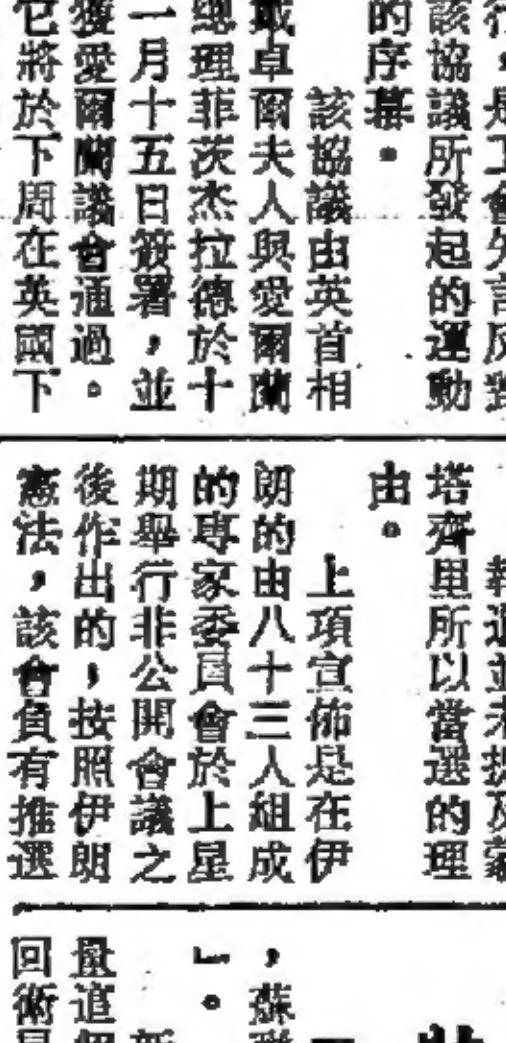 該協議所發起的運動
的序幕。
該協議由英首相
戴卓爾夫人與愛爾蘭
總理菲茨杰拉德於十
一月十五日簽署，並
獲愛爾蘭議會通過。
它將於下周在英國下
塔齊里所以當選的理
由。
上項宣佈是在伊
朗的由八十三人組成
的專家委員會於上星
期舉行非公開會議之
後作出的，按照伊朗
憲法，該會負有推選
，蘇
」。
量這個
回